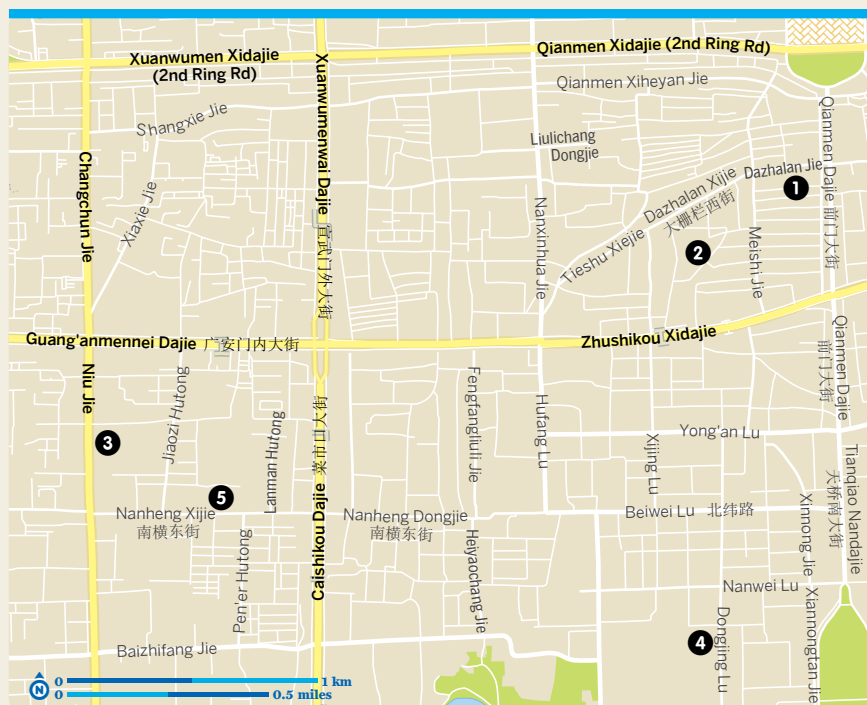 Xuanwumen Xidajie
(2nd Ring Rd)
Qianmen Xidajie (2nd Ring Rd)
Qianmen Xiheyan Jie
Shangxie Jie
Xuanwumenwai Dajie 宣武门外大街
Liulichang
Dongjie
Qianmen Dajie 前门大街
Changchun Jie
Xiaxie Jie
Dazhalan Jie
1
Dazhalan Xijie
大栅栏西街
Nanxinhua Jie
2
Meishi Jie
Tieshu Xiejie
Guang'anmennei Dajie 广安门内大街
Zhushikou Xidajie
Qianmen Dajie
前门大街
Niu Jie
Jiaozi Hutong
Lanman Hutong
Caishikou Dajie 菜市口大街
Fengfangliuli Jie
Hufang Lu
Yong'an Lu
3
Xijing Lu
Tianqiao Nandajie
天桥南大街
5
Nanheng Xijie
南横东街
Nanheng Dongjie
南横东街
Beiwei Lu 北纬路
Xinnong Jie
Pen'er Hutong
Heiyaochang Jie
Nanwei Lu
Xiannongtan Jie
Dongjing Lu
4
Baizhifang Jie
N
0 1 km
0 0.5 miles